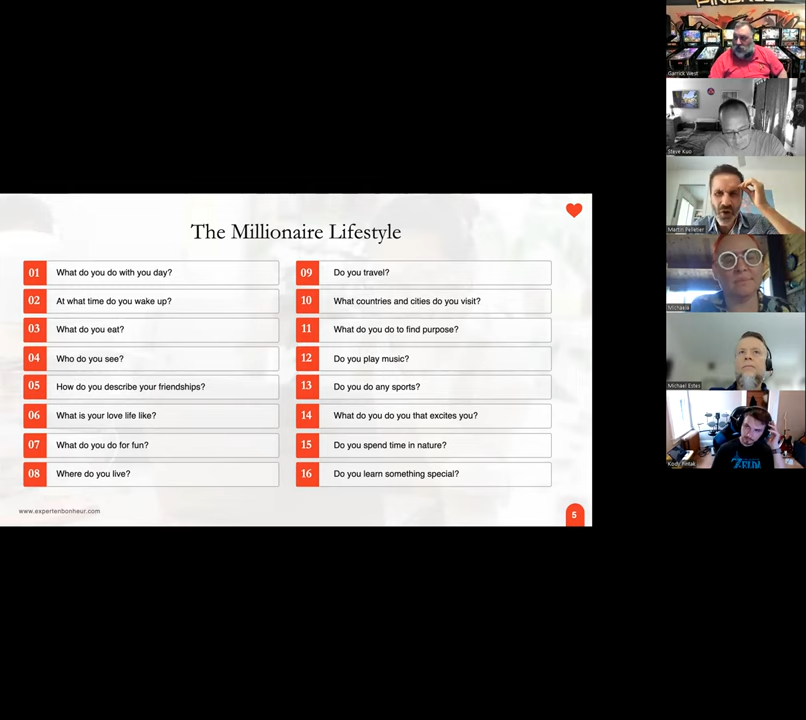 The Millionaire Lifestyle
01 What do you do with you day?
02 At what time do you wake up?
03 What do you eat?
04 Who do you see?
05 How do you describe your friendships?
06 What is your love life like?
07 What do you do for fun?
08 Where do you live?
09 Do you travel?
10 What countries and cities do you visit?
11 What do you do to find purpose?
12 Do you play music?
13 Do you do any sports?
14 What do you do you that excites you?
15 Do you spend time in nature?
16 Do you learn something special?
www.expertenbonheur.com
5
Garrick West
Steve Kuo
Martin Pelletier
Michaela
Michael Estes
Kody Fintak
ZELDA